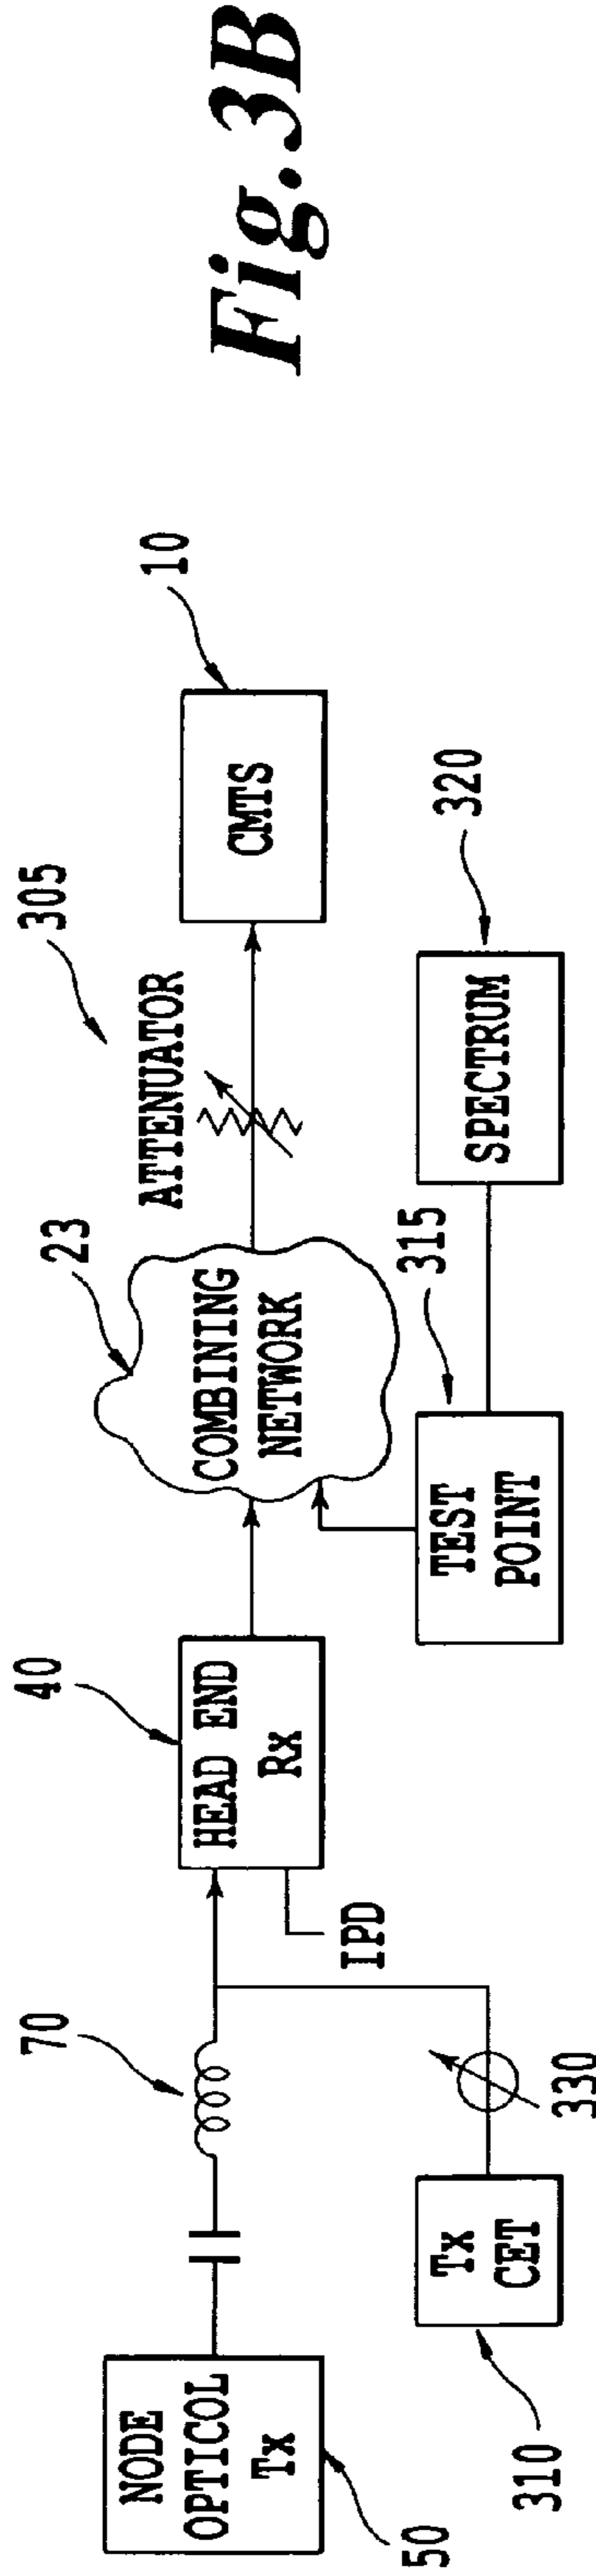 NODE
OPTICOL
Tx
50
70
Tx
CET
310
330
HEAD END
Rx
40
IPD
COMBINING
NETWORK
23
TEST
POINT
315
ATTENUATOR
305
SPECTRUM
320
CMTS
10
Fig.3B